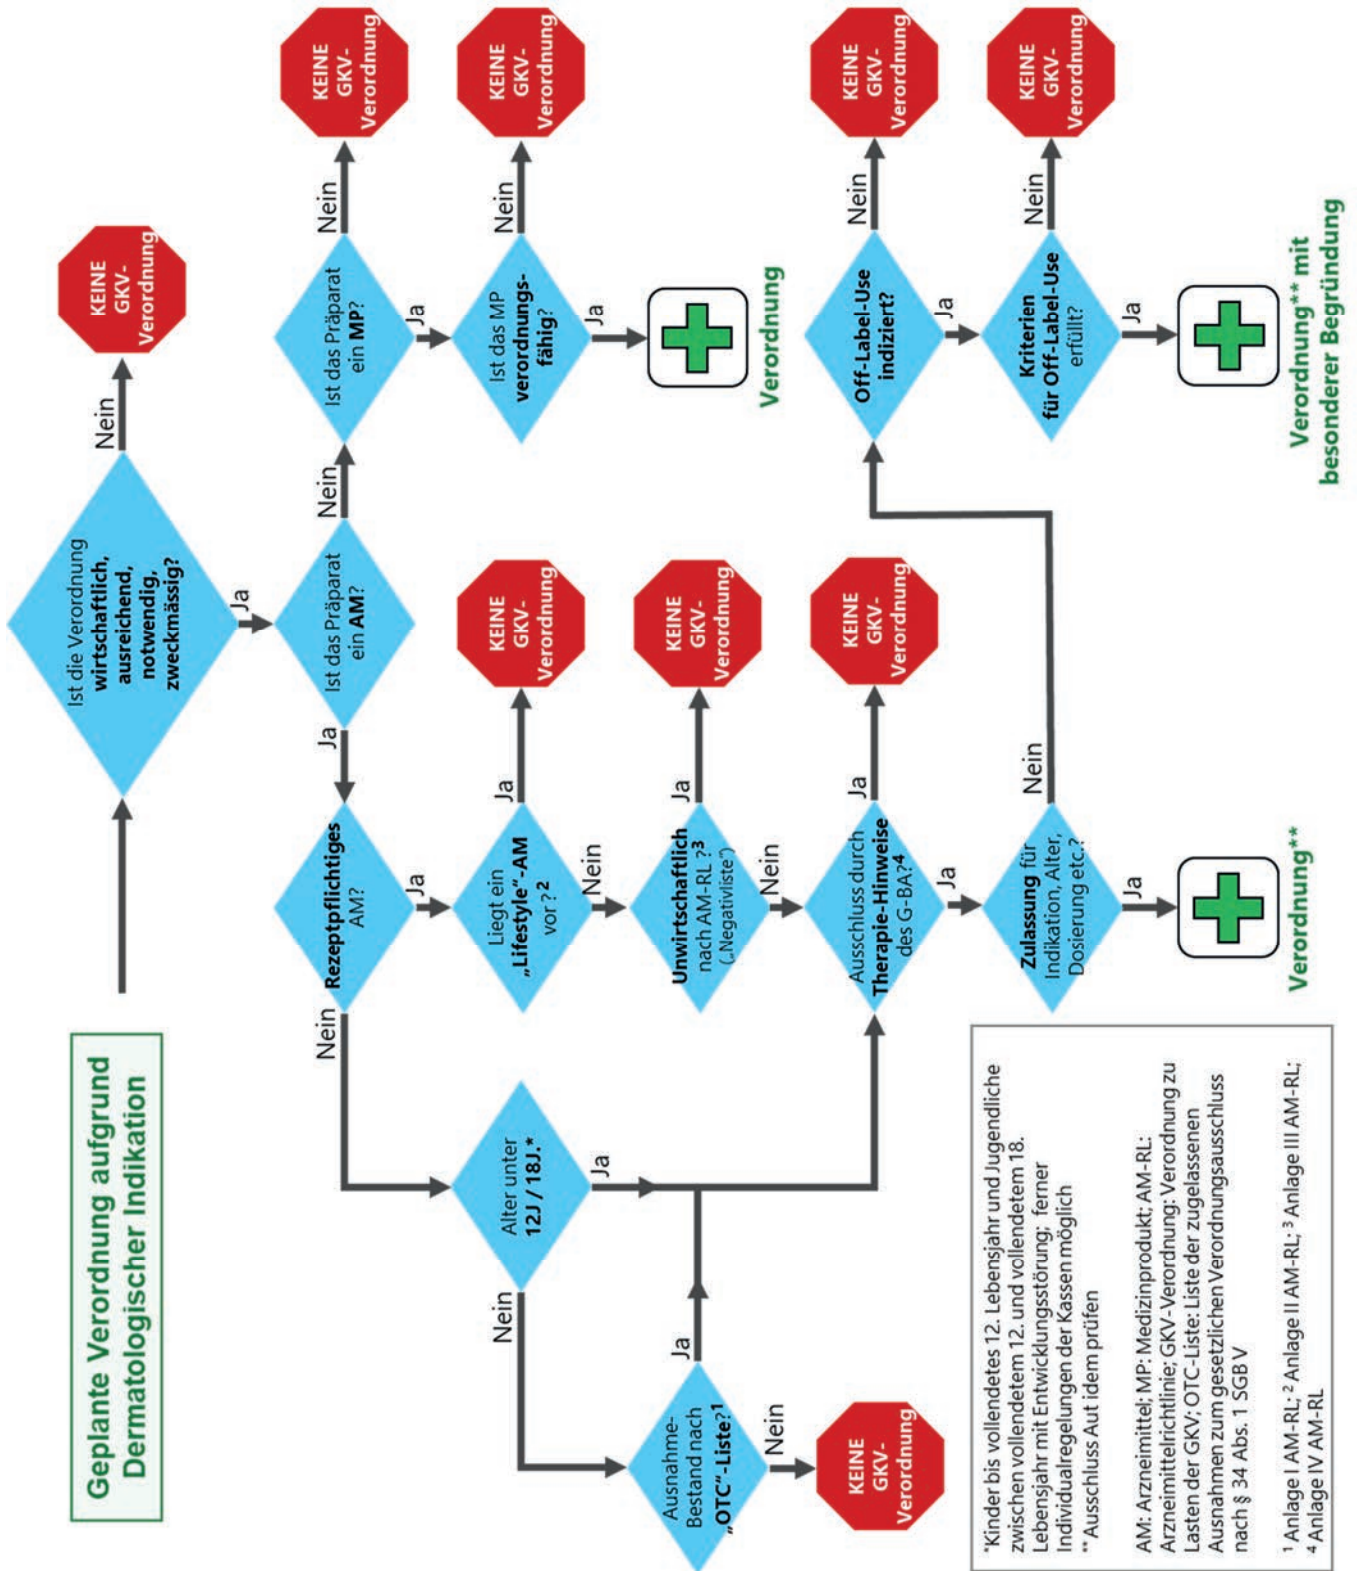 Geplante Verordnung aufgrund
Dermatologischer Indikation
Ist die Verordnung
wirtschaftlich,
ausreichend,
notwendig,
zweckmässig?
Nein
KEINE
GKV-
Verordnung
Ja
Ist das Präparat
ein AM?
Nein
Ist das Präparat
ein MP?
Nein
KEINE
GKV-
Verordnung
Ja
Ist das MP
verordnungs-
fähig?
Nein
KEINE
GKV-
Verordnung
Ja
Verordnung
Ja
Rezeptpflichtiges
AM?
Nein
Ja
Liegt ein
„Lifestyle"-AM
vor ?2
Ja
KEINE
GKV-
Verordnung
Nein
Unwirtschaftlich
nach AM-RL ?3
(„Negativliste")
Ja
KEINE
GKV-
Verordnung
Nein
Ausschluss durch
Therapie-Hinweise
des G-BA?4
Ja
KEINE
GKV-
Verordnung
Ja
Zulassung für
Indikation, Alter,
Dosierung etc.?
Nein
Ja
Verordnung**
Off-Label-Use
indiziert?
Nein
KEINE
GKV-
Verordnung
Ja
Kriterien
für Off-Label-Use
erfüllt?
Nein
KEINE
GKV-
Verordnung
Ja
Verordnung** mit
besonderer Begründung
Alter unter
12J / 18J.*
Ja
Nein
Ausnahme-
Bestand nach
„OTC"-Liste?1
Ja
Nein
KEINE
GKV-
Verordnung
*Kinder bis vollendetes 12. Lebensjahr und Jugendliche
zwischen vollendetem 12. und vollendetem 18.
Lebensjahr mit Entwicklungsstörung; ferner
Individualregelungen der Kassen möglich
** Ausschluss Aut idem prüfen
AM: Arzneimittel; MP: Medizinprodukt; AM-RL:
Arzneimittelrichtlinie; GKV-Verordnung: Verordnung zu
Lasten der GKV; OTC-Liste: Liste der zugelassenen
Ausnahmen zum gesetzlichen Verordnungsausschluss
nach § 34 Abs. 1 SGB V
1 Anlage I AM-RL; 2 Anlage II AM-RL; 3 Anlage III AM-RL;
4 Anlage IV AM-RL